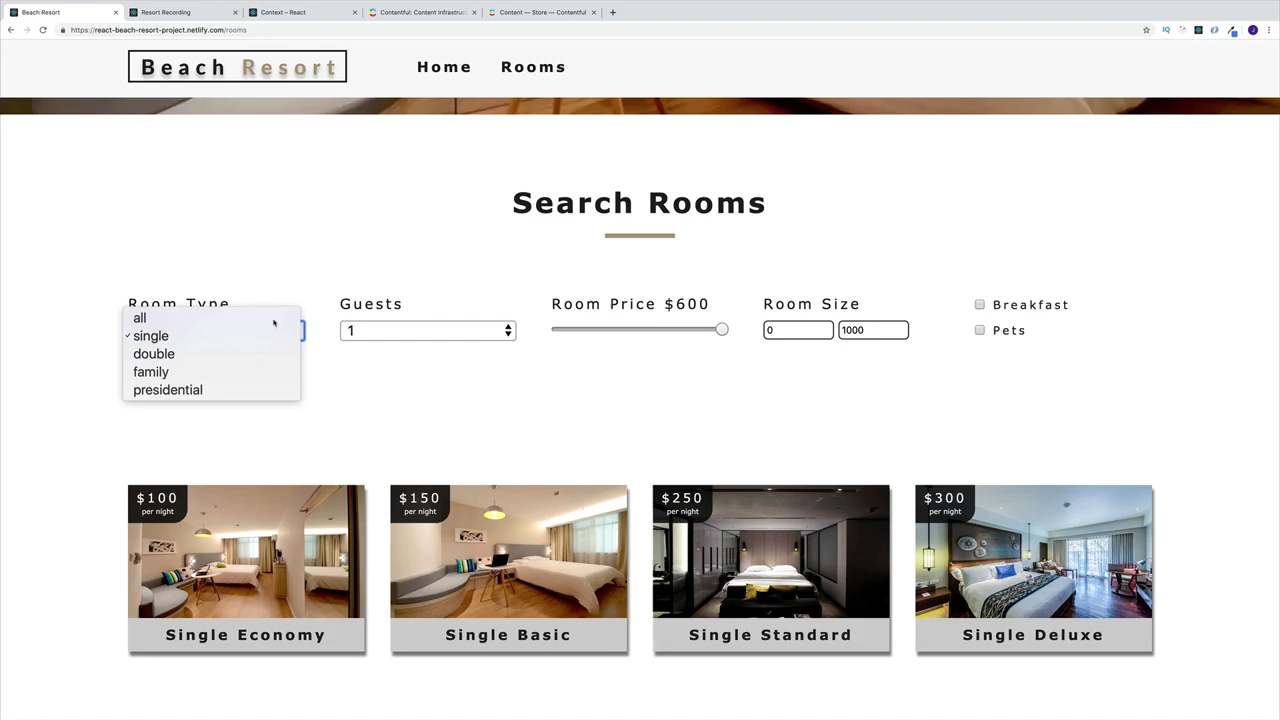 Beach Resort
Resort Recording
Context – React
Contentful: Content Infrastruc
Content — Store — Contentful
https://react-beach-resort-project.netlify.com/rooms
IQ
J
Beach Resort
Home
Rooms
Search Rooms
Room Type
all
single
double
family
presidential
Guests
1
Room Price $600
Room Size
0
1000
Breakfast
Pets
$100
per night
Single Economy
$150
per night
Single Basic
$250
per night
Single Standard
$300
per night
Single Deluxe